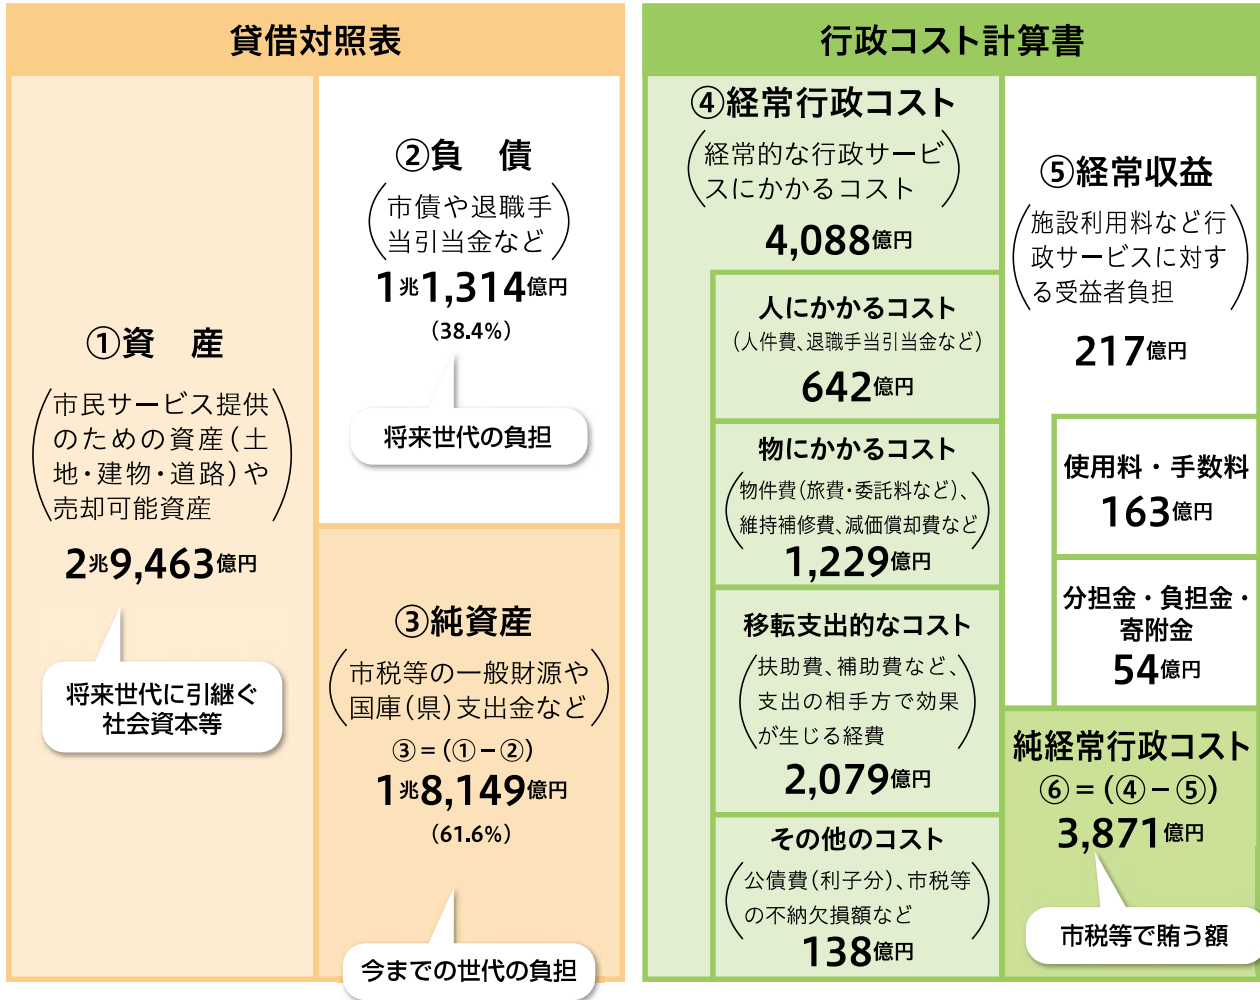 貸借対照表
①資　産
市民サービス提供
のための資産(土
地・建物・道路)や
売却可能資産
2兆9,463億円
将来世代に引継ぐ
社会資本等
②負　債
市債や退職手
当引当金など
1兆1,314億円
(38.4%)
将来世代の負担
③純資産
市税等の一般財源や
国庫(県)支出金など
③=(①-②)
1兆8,149億円
(61.6%)
今までの世代の負担
行政コスト計算書
④経常行政コスト
経常的な行政サービ
スにかかるコスト
4,088億円
人にかかるコスト
(人件費、退職手当引当金など)
642億円
物にかかるコスト
物件費(旅費・委託料など)、
維持補修費、減価償却費など
1,229億円
移転支出的なコスト
扶助費、補助費など、
支出の相手方で効果
が生じる経費
2,079億円
その他のコスト
公債費(利子分)、市税等
の不納欠損額など
138億円
⑤経常収益
施設利用料など行
政サービスに対す
る受益者負担
217億円
使用料・手数料
163億円
分担金・負担金・
寄附金
54億円
純経常行政コスト
⑥=(④-⑤)
3,871億円
市税等で賄う額